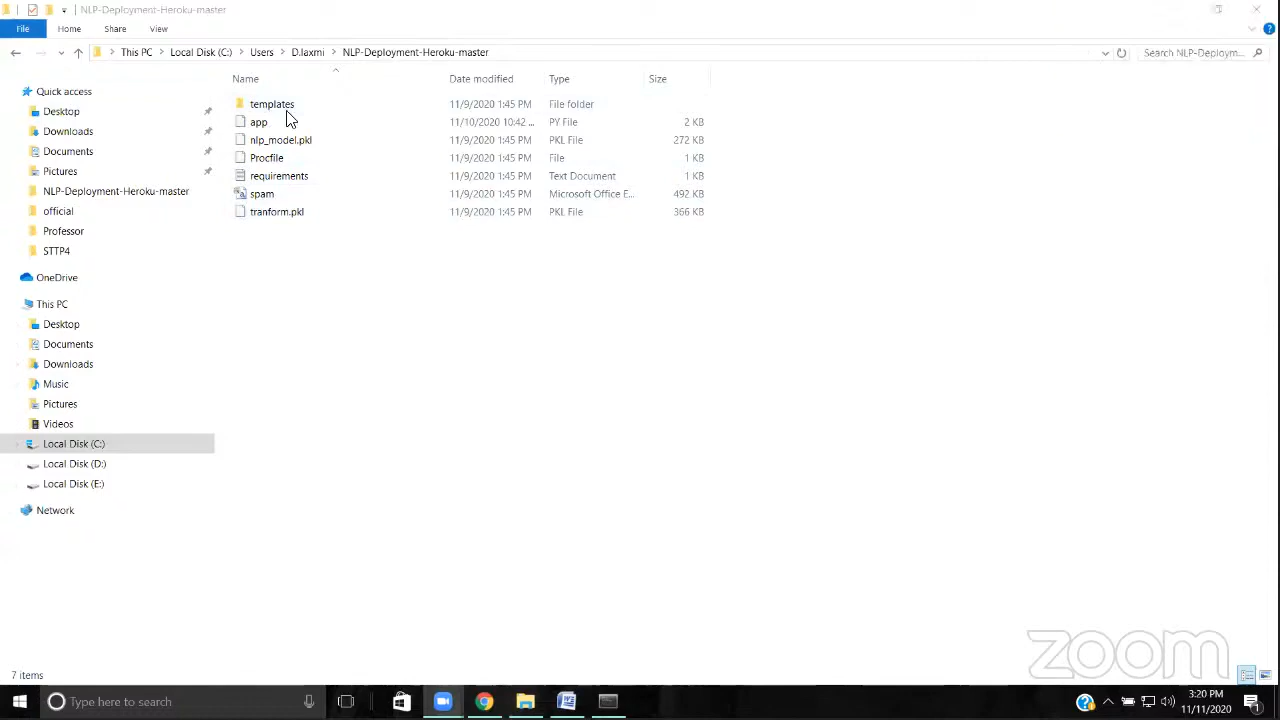 NLP-Deployment-Heroku-master
File Home Share View
This PC Local Disk (C:) Users D.laxmi NLP-Deployment-Heroku-master Search NLP-Deploym...
Name Date modified Type Size
Quick access
Desktop
Downloads
Documents
Pictures
NLP-Deployment-Heroku-master
official
Professor
STTP4
OneDrive
This PC
Desktop
Documents
Downloads
Music
Pictures
Videos
Local Disk (C:)
Local Disk (D:)
Local Disk (E:)
Network
templates 11/9/2020 1:45 PM File folder
app 11/10/2020 10:42 ... PY File 2 KB
nlp_model.pkl 11/9/2020 1:45 PM PKL File 272 KB
Procfile 11/9/2020 1:45 PM File 1 KB
requirements 11/9/2020 1:45 PM Text Document 1 KB
spam 11/9/2020 1:45 PM Microsoft Office E... 492 KB
tranform.pkl 11/9/2020 1:45 PM PKL File 366 KB
zoom
7 items
Type here to search
3:20 PM
11/11/2020